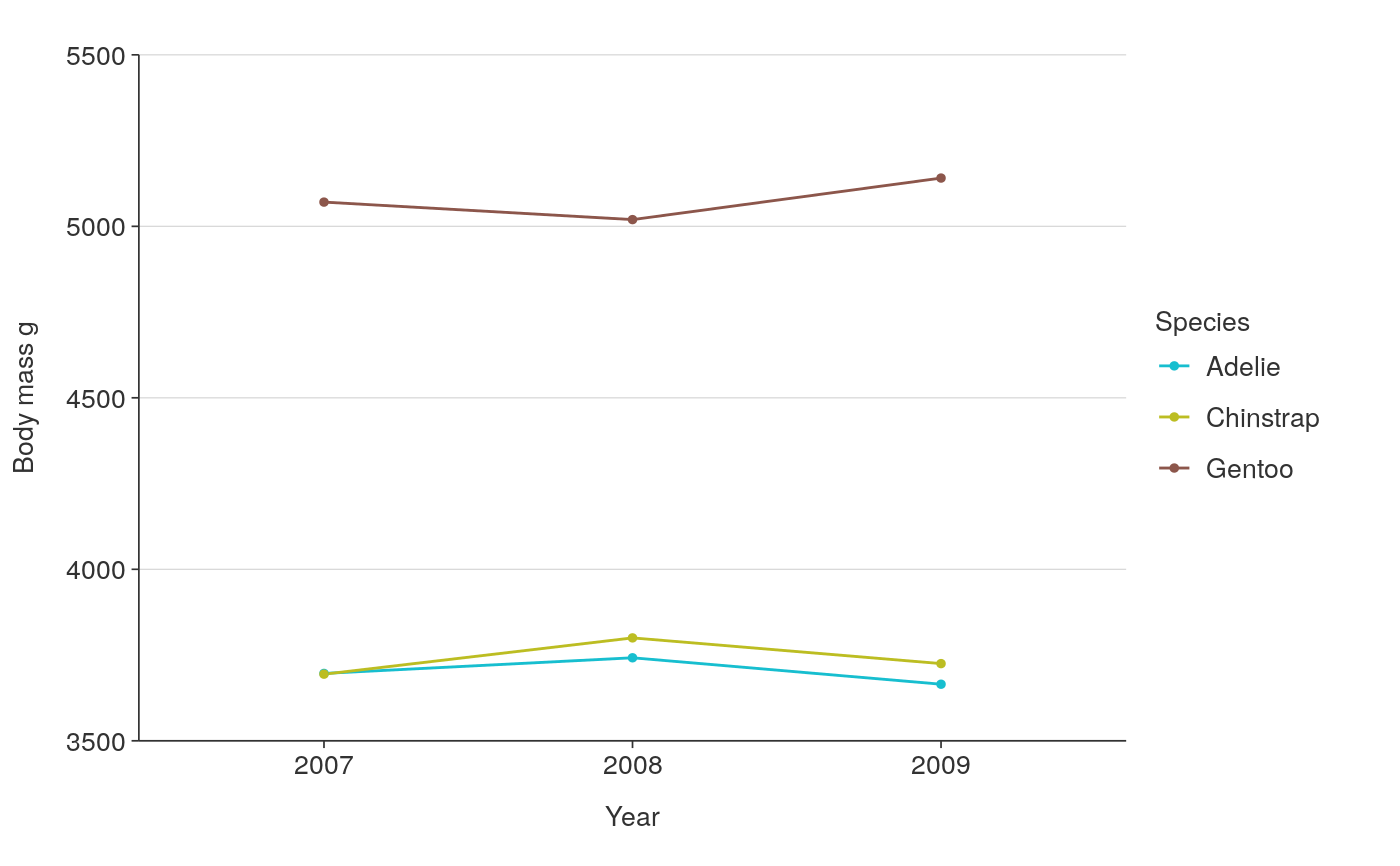 5500
5000
4500
4000
3500
Body mass g
2007 2008 2009
Year
Species
Adelie
Chinstrap
Gentoo